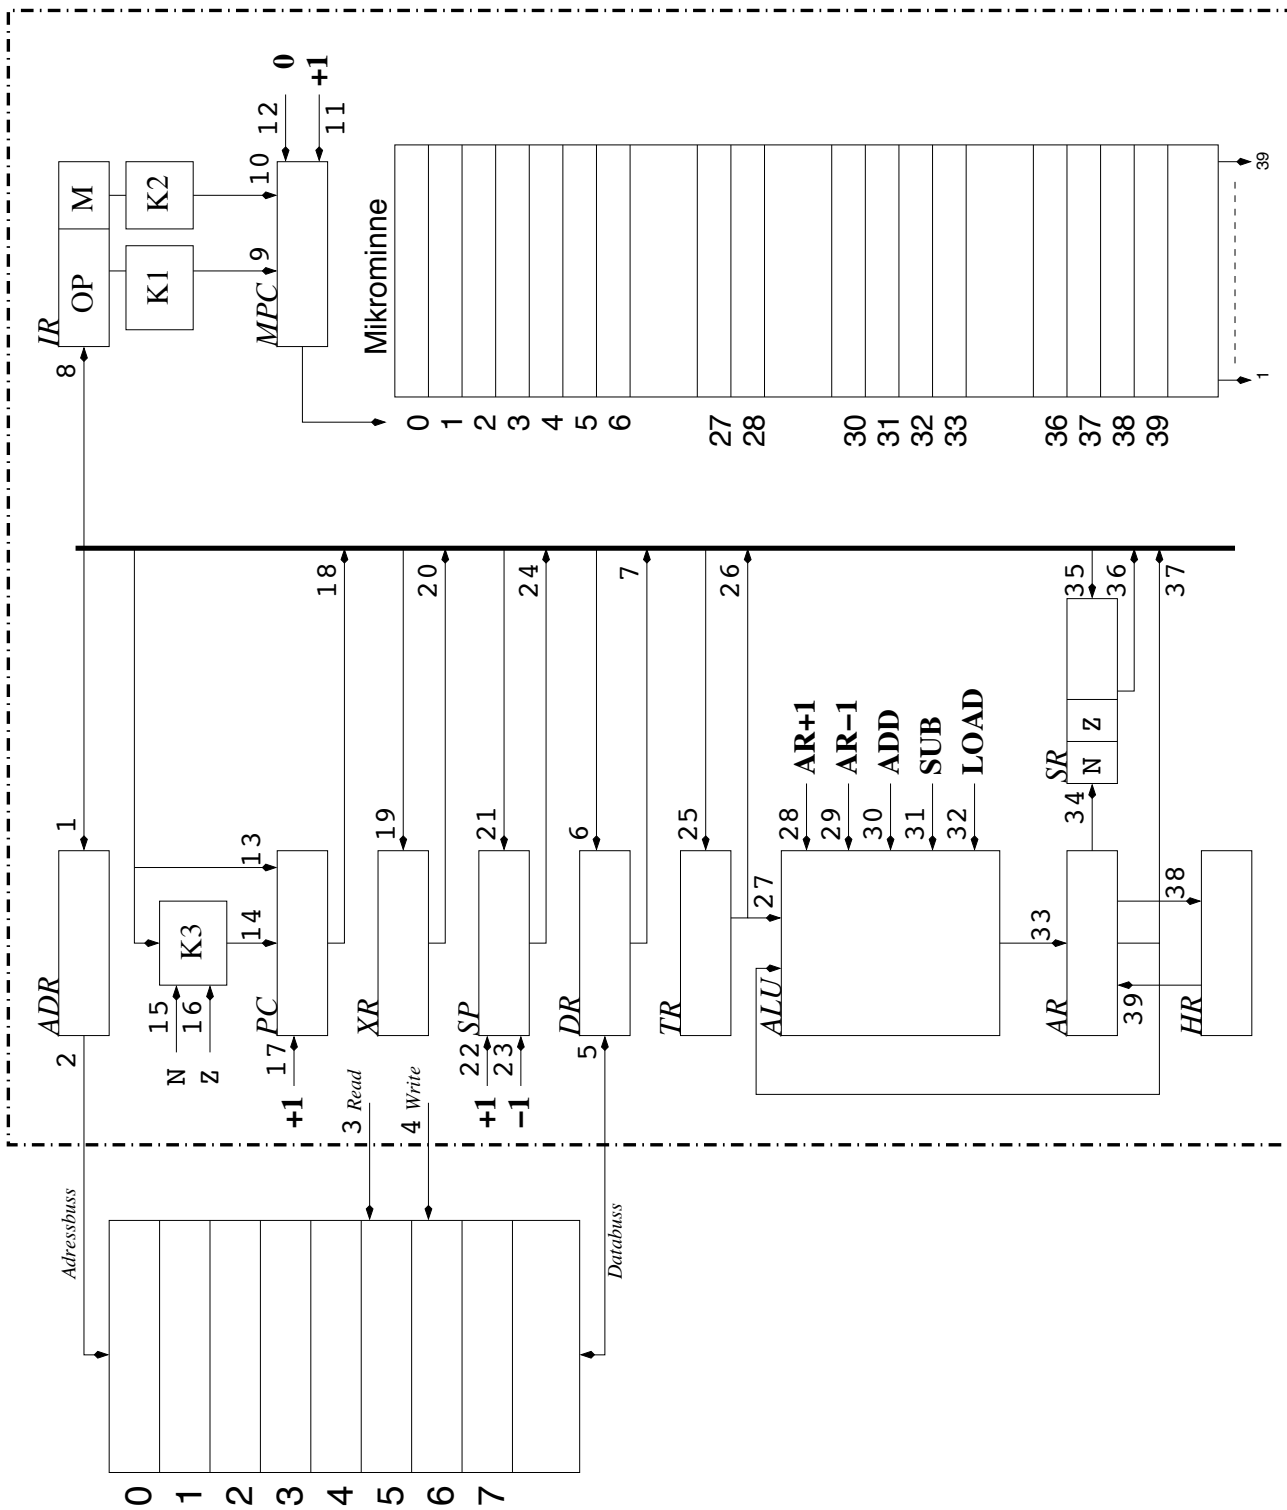 IR
8
OP
M
K1
K2
9
10
MPC
12
0
11
+1
Mikrominne
0
1
2
3
4
5
6
27
28
30
31
32
33
36
37
38
39
1
39
ADR
1
2
K3
15
N
16
Z
14
13
PC
17
+1
18
XR
19
20
SP
21
22
+1
23
-1
24
DR
5
6
7
TR
25
26
27
ALU
28
AR+1
29
AR-1
30
ADD
31
SUB
32
LOAD
33
AR
34
SR
N
Z
35
36
37
38
39
HR
Adressbuss
3 Read
4 Write
Databuss
0
1
2
3
4
5
6
7